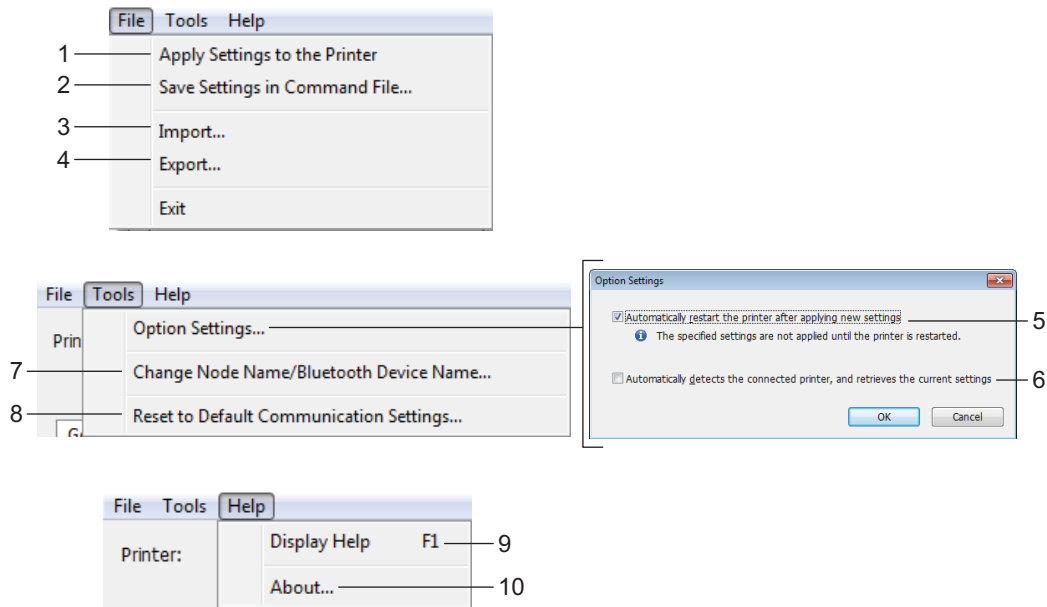 File Tools Help
1 Apply Settings to the Printer
2 Save Settings in Command File...
3 Import...
4 Export...
Exit
File Tools Help
Prin
Option Settings...
7 Change Node Name/Bluetooth Device Name...
8 Reset to Default Communication Settings...
Option Settings
Automatically restart the printer after applying new settings 5
The specified settings are not applied until the printer is restarted.
Automatically detects the connected printer, and retrieves the current settings 6
OK Cancel
File Tools Help
Printer:
Display Help F1 9
About... 10